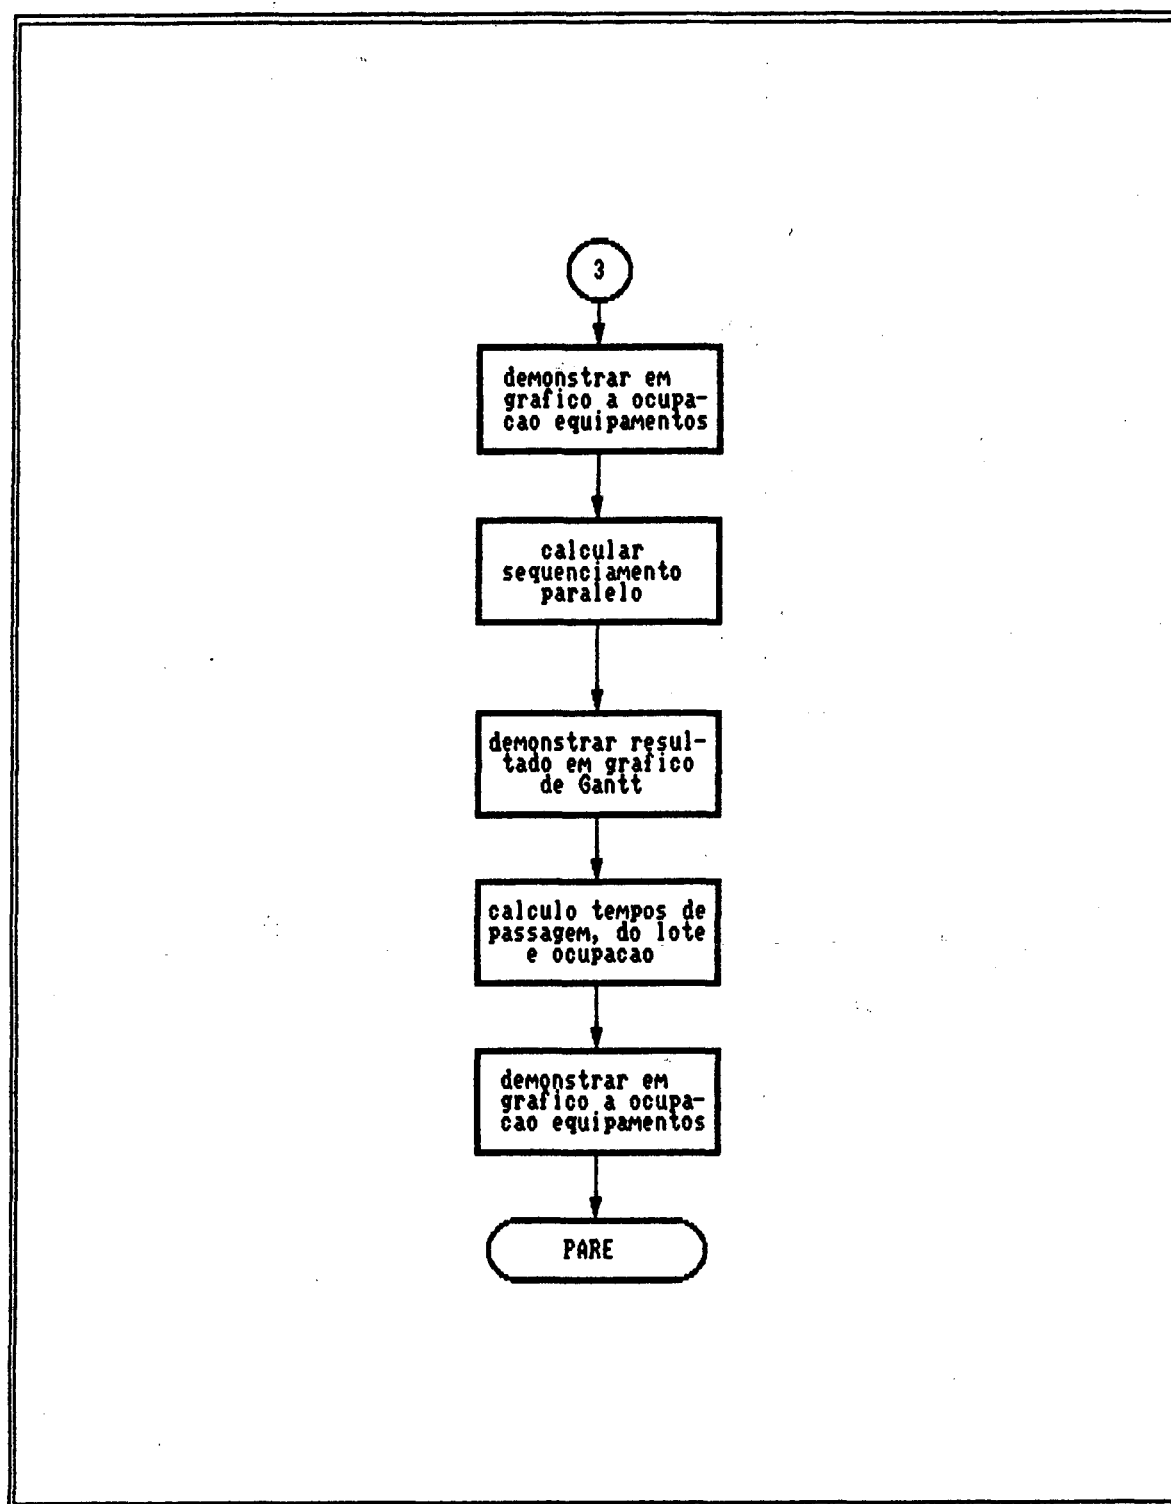 3
demonstrar em
grafico a ocupa-
cao equipamentos
calcular
sequenciamento
paralelo
demonstrar resul-
tado em grafico
de Gantt
calculo tempos de
passagem, do lote
e ocupacao
demonstrar em
grafico a ocupa-
cao equipamentos
PARE